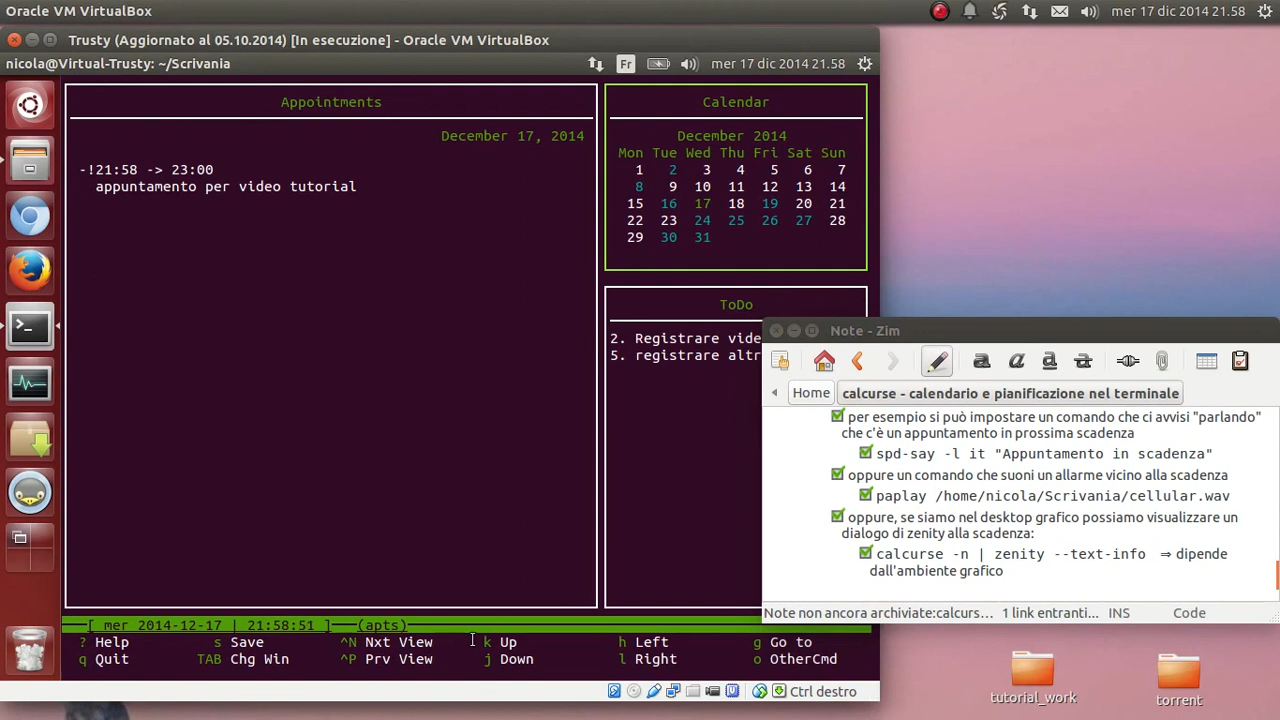 Oracle VM VirtualBox
mer 17 dic 2014 21.58
Trusty (Aggiornato al 05.10.2014) [In esecuzione] - Oracle VM VirtualBox
nicola@Virtual-Trusty: ~/Scrivania
Fr
mer 17 dic 2014 21.58
Appointments
December 17, 2014
-!21:58 -> 23:00
appuntamento per video tutorial
Calendar
December 2014
Mon Tue Wed Thu Fri Sat Sun
1 2 3 4 5 6 7
8 9 10 11 12 13 14
15 16 17 18 19 20 21
22 23 24 25 26 27 28
29 30 31
ToDo
2. Registrare vide
5. registrare altr
[ mer 2014-12-17 | 21:58:51 ] (apts)
? Help s Save ^N Nxt View k Up h Left g Go to
q Quit TAB Chg Win ^P Prv View j Down l Right o OtherCmd
Ctrl destro
Note - Zim
Home
calcurse - calendario e pianificazione nel terminale
per esempio si può impostare un comando che ci avvisi "parlando"
che c'è un appuntamento in prossima scadenza
spd-say -l it "Appuntamento in scadenza"
oppure un comando che suoni un allarme vicino alla scadenza
paplay /home/nicola/Scrivania/cellular.wav
oppure, se siamo nel desktop grafico possiamo visualizzare un
dialogo di zenity alla scadenza:
calcurse -n | zenity --text-info ⇒ dipende
dall'ambiente grafico
Note non ancora archiviate:calcurs... 1 link entranti... INS Code
tutorial_work
torrent